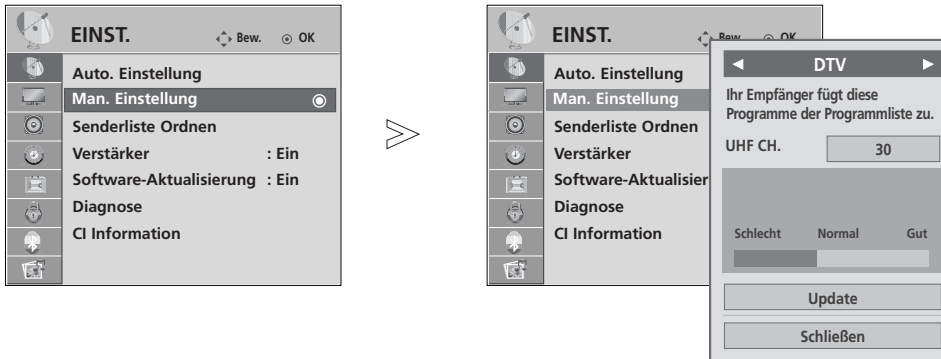 EINST.
Bew. OK
Auto. Einstellung
Man. Einstellung
Senderliste Ordnen
Verstärker : Ein
Software-Aktualisierung : Ein
Diagnose
CI Information
EINST.
Bew. OK
Auto. Einstellung
Man. Einstellung
Senderliste Ordnen
Verstärker
Software-Aktualisier
Diagnose
CI Information
DTV
Ihr Empfänger fügt diese
Programme der Programmliste zu.
UHF CH. 30
Schlecht Normal Gut
Update
Schließen